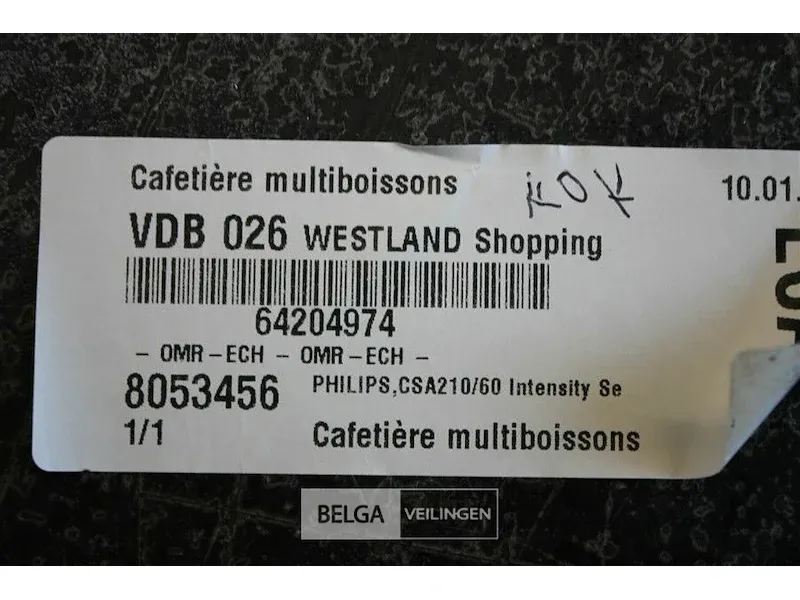 Cafetière multiboissons
KOK
10.01.
VDB 026 WESTLAND Shopping
64204974
- OMR-ECH - OMR-ECH -
8053456 PHILIPS,CSA210/60 Intensity Se
1/1 Cafetière multiboissons
BELGA VEILINGEN